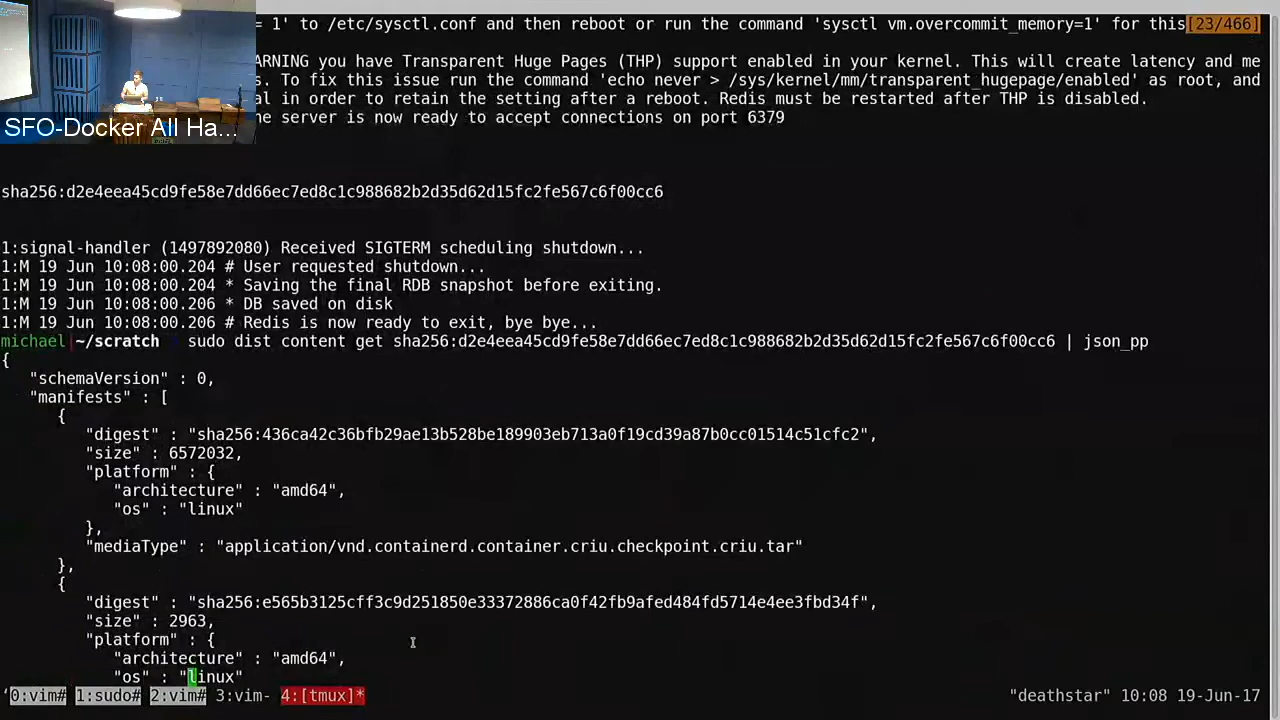 = 1' to /etc/sysctl.conf and then reboot or run the command 'sysctl vm.overcommit_memory=1' for this[23/466]
ARNING you have Transparent Huge Pages (THP) support enabled in your kernel. This will create latency and me
s. To fix this issue run the command 'echo never > /sys/kernel/mm/transparent_hugepage/enabled' as root, and
al in order to retain the setting after a reboot. Redis must be restarted after THP is disabled.
he server is now ready to accept connections on port 6379
SFO-Docker All Ha...
sha256:d2e4eea45cd9fe58e7dd66ec7ed8c1c988682b2d35d62d15fc2fe567c6f00cc6
1:signal-handler (1497892080) Received SIGTERM scheduling shutdown...
1:M 19 Jun 10:08:00.204 # User requested shutdown...
1:M 19 Jun 10:08:00.204 * Saving the final RDB snapshot before exiting.
1:M 19 Jun 10:08:00.206 * DB saved on disk
1:M 19 Jun 10:08:00.206 # Redis is now ready to exit, bye bye...
michael|~/scratch sudo dist content get sha256:d2e4eea45cd9fe58e7dd66ec7ed8c1c988682b2d35d62d15fc2fe567c6f00cc6 | json_pp
{
"schemaVersion" : 0,
"manifests" : [
{
"digest" : "sha256:436ca42c36bfb29ae13b528be189903eb713a0f19cd39a87b0cc01514c51cfc2",
"size" : 6572032,
"platform" : {
"architecture" : "amd64",
"os" : "linux"
},
"mediaType" : "application/vnd.containerd.container.criu.checkpoint.criu.tar"
},
{
"digest" : "sha256:e565b3125cff3c9d251850e33372886ca0f42fb9afed484fd5714e4ee3fbd34f",
"size" : 2963,
"platform" : {
"architecture" : "amd64",
"os" : "linux"
'0:vim# 1:sudo# 2:vim# 3:vim- 4:[tmux]* "deathstar" 10:08 19-Jun-17